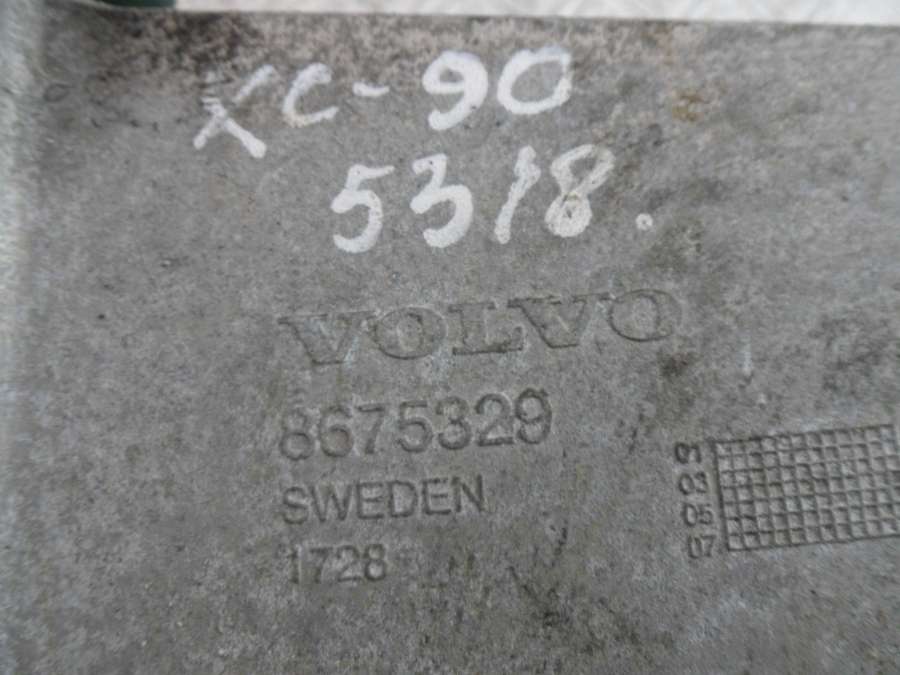 XC-90
5318.
VOLVO
8675329
SWEDEN
1728
01
03
05
07